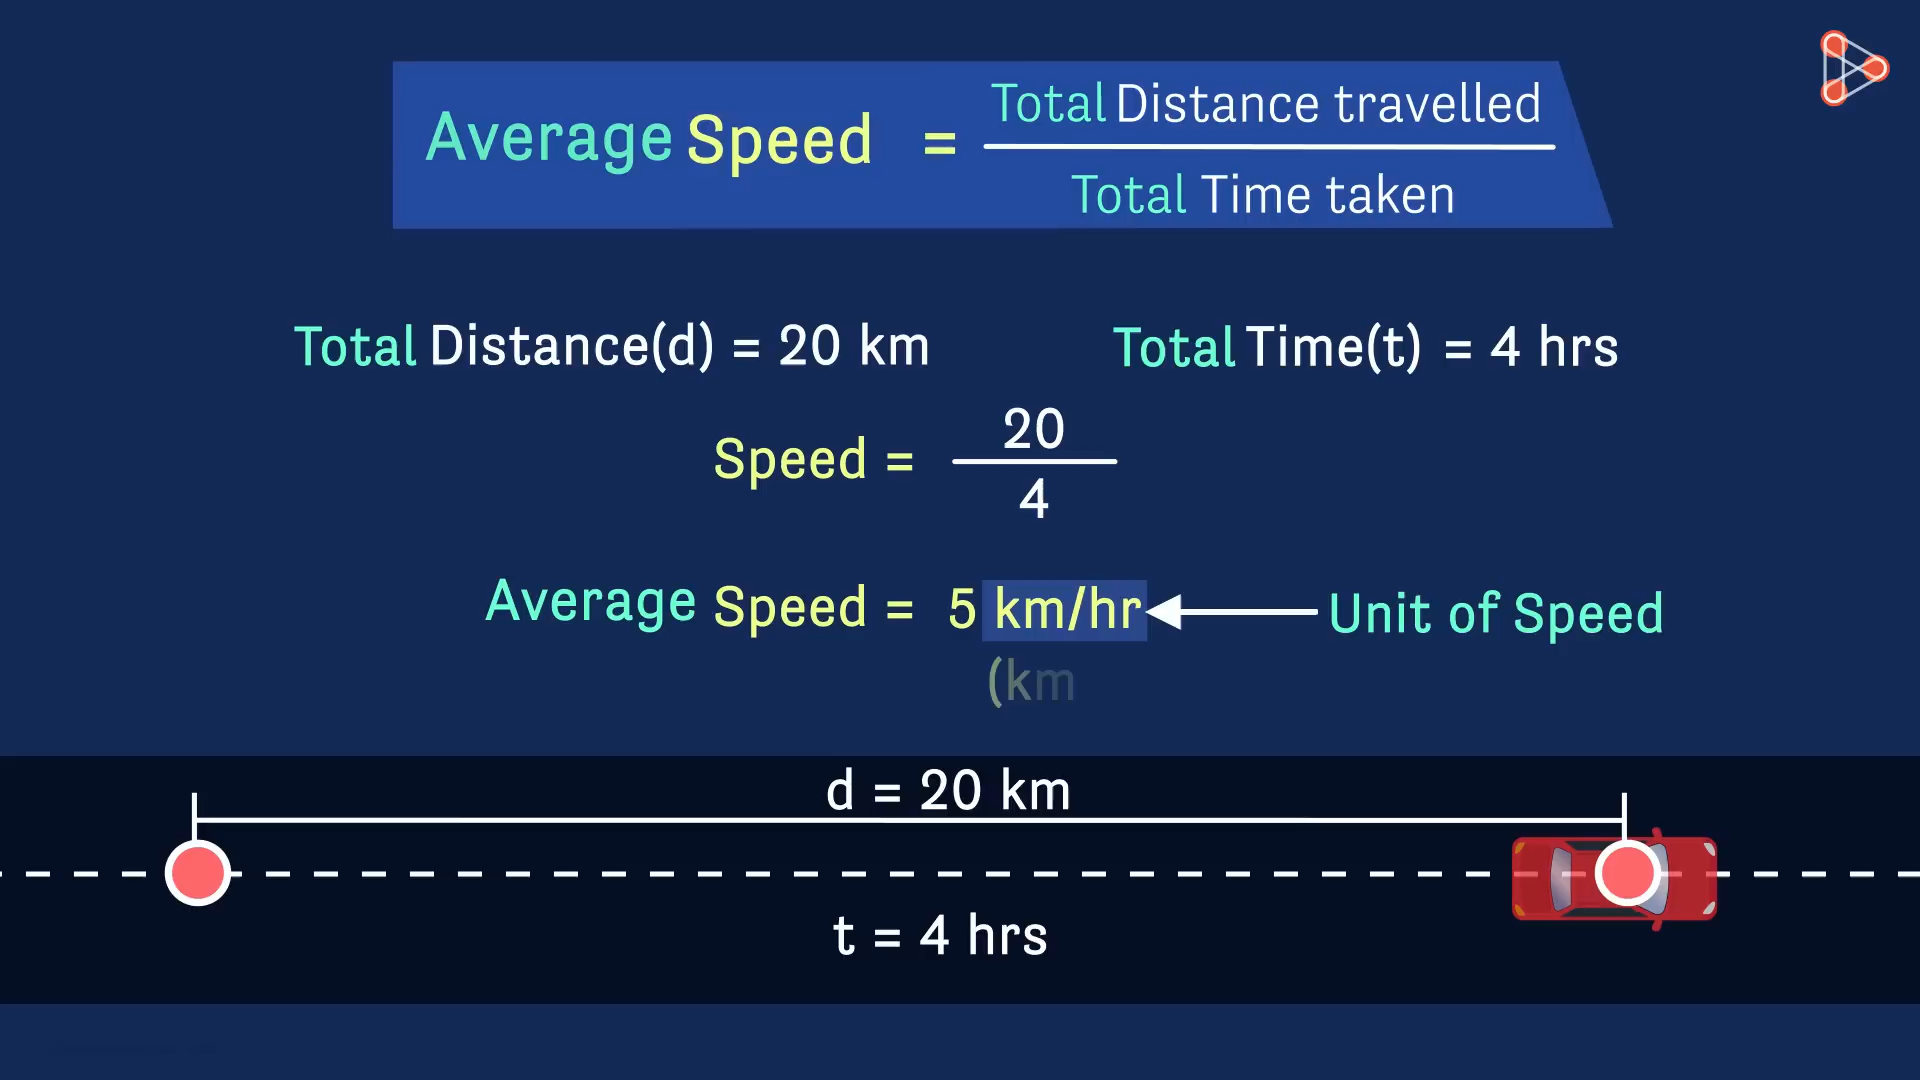 Average Speed = Total Distance travelled
Total Time taken
Total Distance(d) = 20 km
Total Time(t) = 4 hrs
Speed = 20
4
Average Speed = 5 km/hr
Unit of Speed
(km
d = 20 km
t = 4 hrs